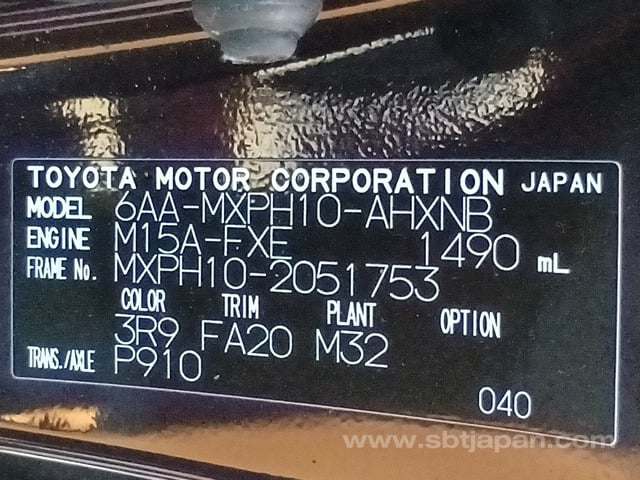 TOYOTA MOTOR CORPORATION JAPAN
MODEL 6AA-MXPH10-AHXNB
ENGINE M15A-FXE 1490 mL
FRAME No. MXPH10-2051753
COLOR TRIM PLANT OPTION
3R9 FA20 M32
TRANS./AXLE P910
040
www.sbtjapan.com